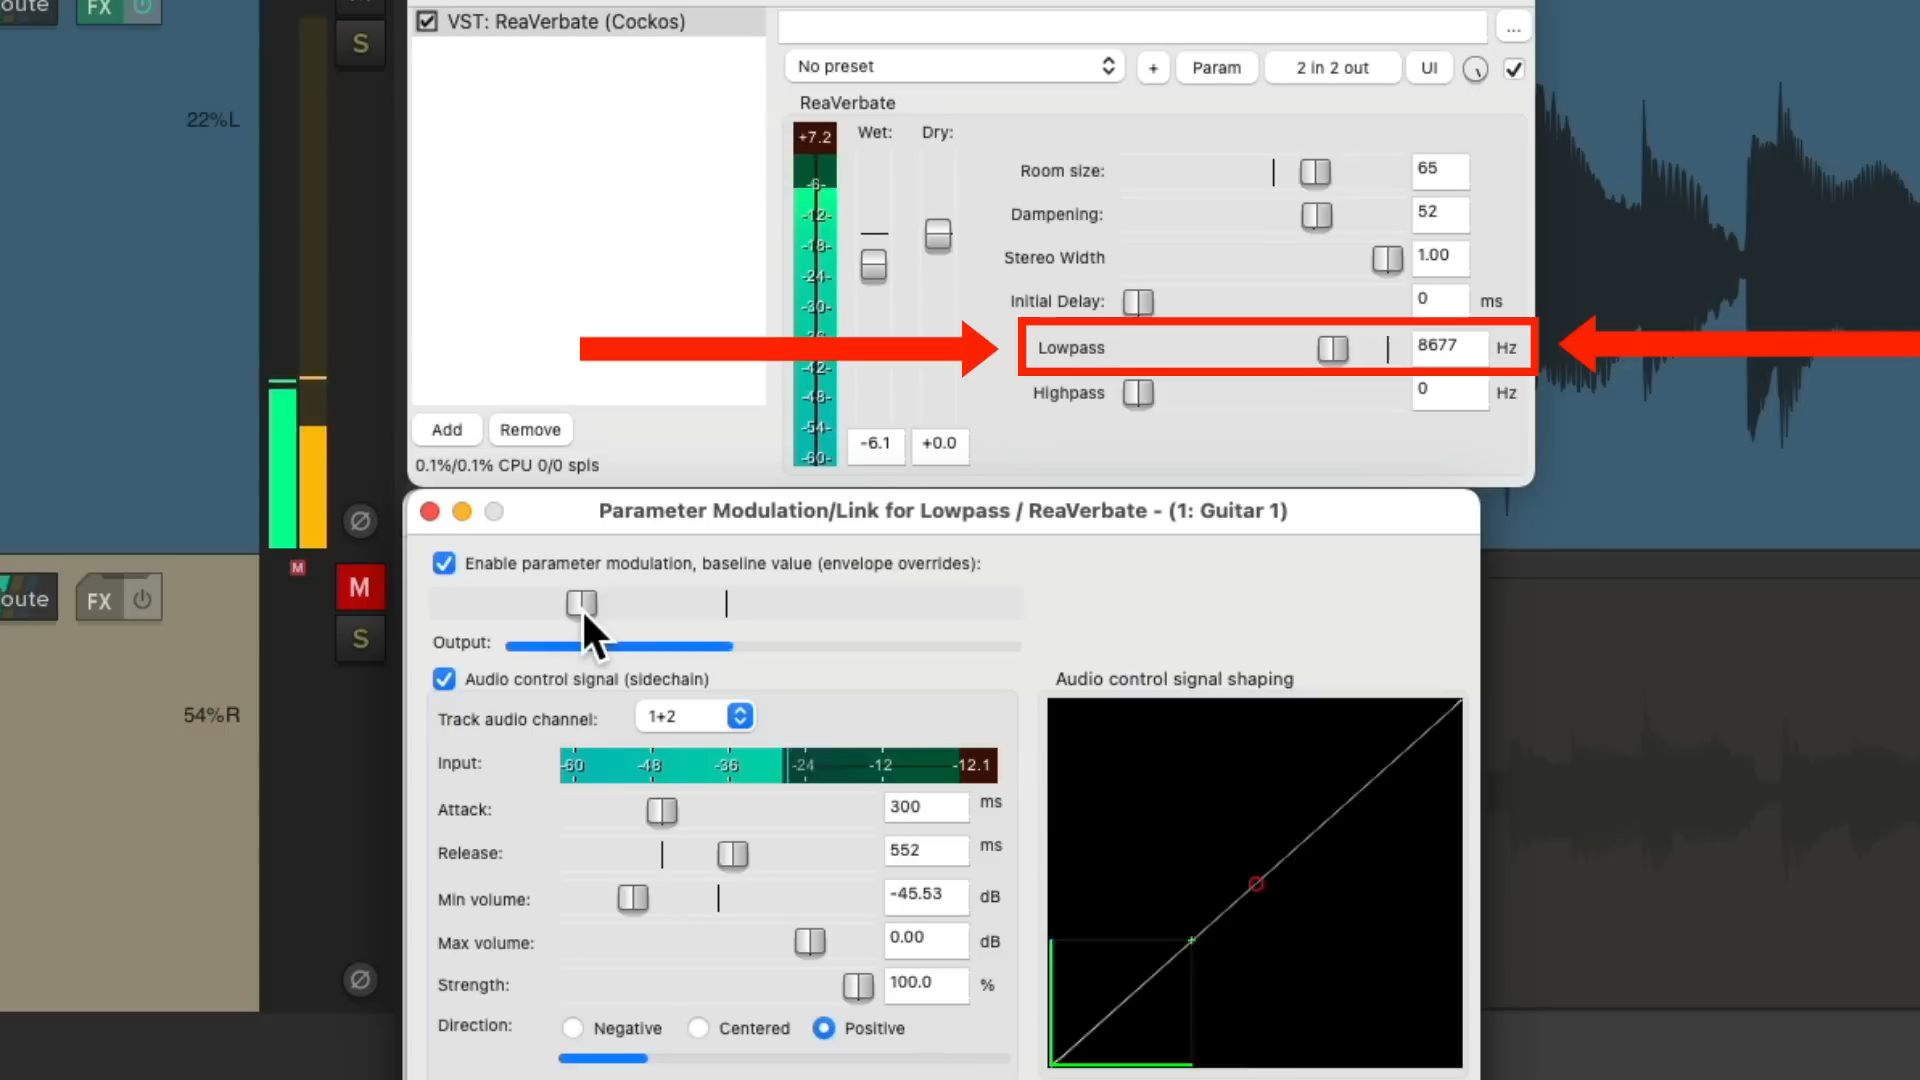 oute
FX
S
22%L
VST: ReaVerbate (Cockos)
...
No preset
+
Param
2 in 2 out
UI
ReaVerbate
+7.2
Wet:
Dry:
-6-
-12-
-18-
-24-
-30-
-42-
-48-
-54-
-60-
-6.1
+0.0
Room size:
65
Dampening:
52
Stereo Width
1.00
Initial Delay:
0
ms
Lowpass
8677
Hz
Highpass
0
Hz
Add
Remove
0.1%/0.1% CPU 0/0 spls
Parameter Modulation/Link for Lowpass / ReaVerbate - (1: Guitar 1)
Enable parameter modulation, baseline value (envelope overrides):
Output:
M
M
oute
FX
S
54%R
Audio control signal (sidechain)
Audio control signal shaping
Track audio channel:
1+2
Input:
-60
-48
-36
-24
-12
-12.1
Attack:
300
ms
Release:
552
ms
Min volume:
-45.53
dB
Max volume:
0.00
dB
Strength:
100.0
%
Direction:
Negative
Centered
Positive